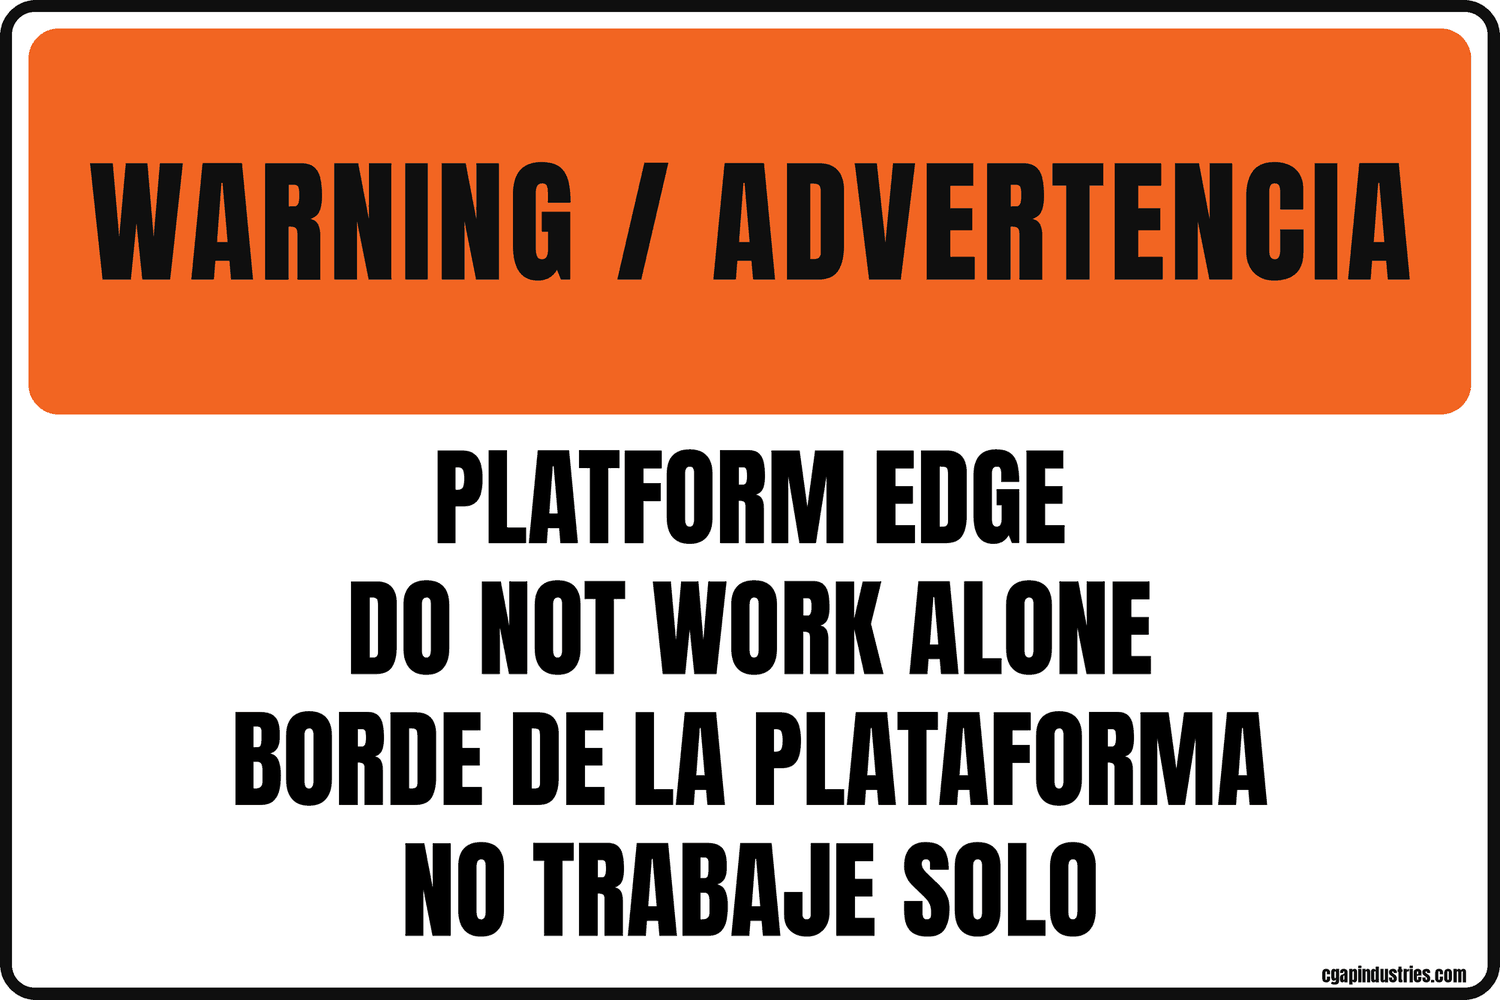 WARNING / ADVERTENCIA
PLATFORM EDGE
DO NOT WORK ALONE
BORDE DE LA PLATAFORMA
NO TRABAJE SOLO
cgapindustries.com